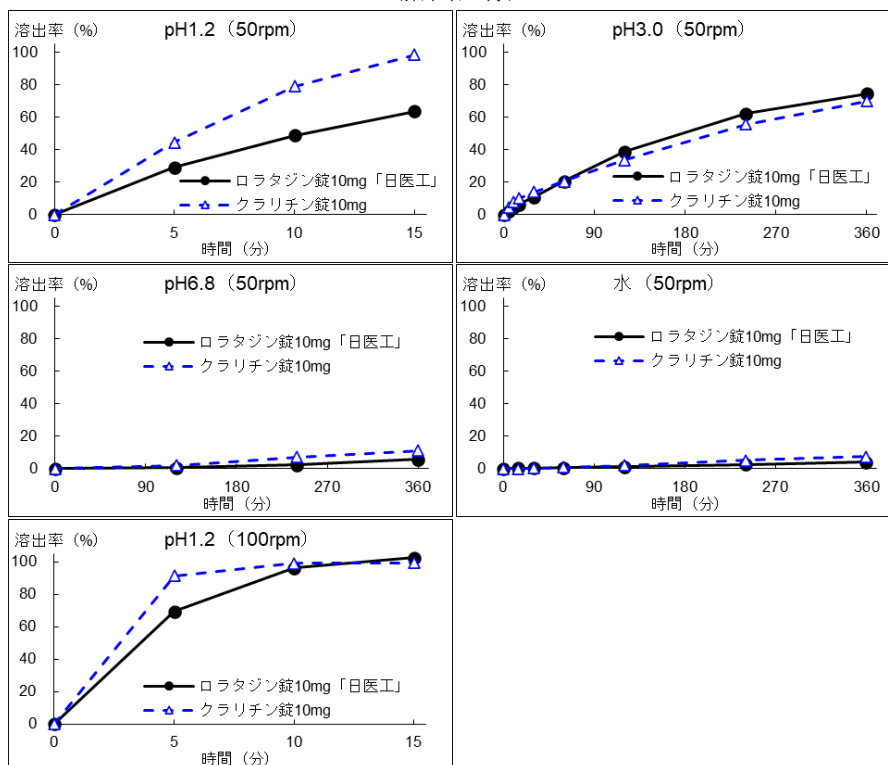 溶出率 (%)
pH1.2 (50rpm)
100
80
60
40
20
0
ロラタジン錠10mg「日医工」
クラリチン錠10mg
0 5 10 15
時間 (分)
溶出率 (%)
pH3.0 (50rpm)
100
80
60
40
20
0
ロラタジン錠10mg「日医工」
クラリチン錠10mg
0 90 180 270 360
時間 (分)
溶出率 (%)
pH6.8 (50rpm)
100
80
60
40
20
0
ロラタジン錠10mg「日医工」
クラリチン錠10mg
0 90 180 270 360
時間 (分)
溶出率 (%)
水 (50rpm)
100
80
60
40
20
0
ロラタジン錠10mg「日医工」
クラリチン錠10mg
0 90 180 270 360
時間 (分)
溶出率 (%)
pH1.2 (100rpm)
100
80
60
40
20
0
ロラタジン錠10mg「日医工」
クラリチン錠10mg
0 5 10 15
時間 (分)